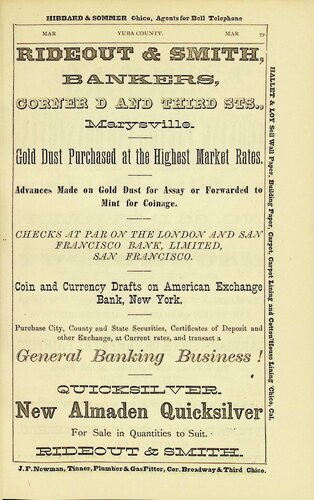 HIBBARD & SOMMER Chico, Agents for Bell Telephone
MAR YUBA COUNTY. MAR 79
RIDEOUT & SMITH,
BANKERS,
CORNER D AND THIRD STS.,
Marysville.
Gold Dust Purchased at the Highest Market Rates.
Advances Made on Gold Dust for Assay or Forwarded to
Mint for Coinage.
CHECKS AT PAR ON THE LONDON AND SAN
FRANCISCO BANK, LIMITED,
SAN FRANCISCO.
Coin and Currency Drafts on American Exchange
Bank, New York.
Purchase City, County and State Securities, Certificates of Deposit and
other Exchange, at Current rates, and transact a
General Banking Business!
QUICKSILVER.
New Almaden Quicksilver
For Sale in Quantities to Suit.
RIDEOUT & SMITH.
HALLET & LOY Sell Wall Paper, Building Paper, Carpet, Carpet Lining and Cotton House Lining Chico, Cal.
J. F. Newman, Tinner, Plumber & Gas Fitter, Cor. Broadway & Third Chico.